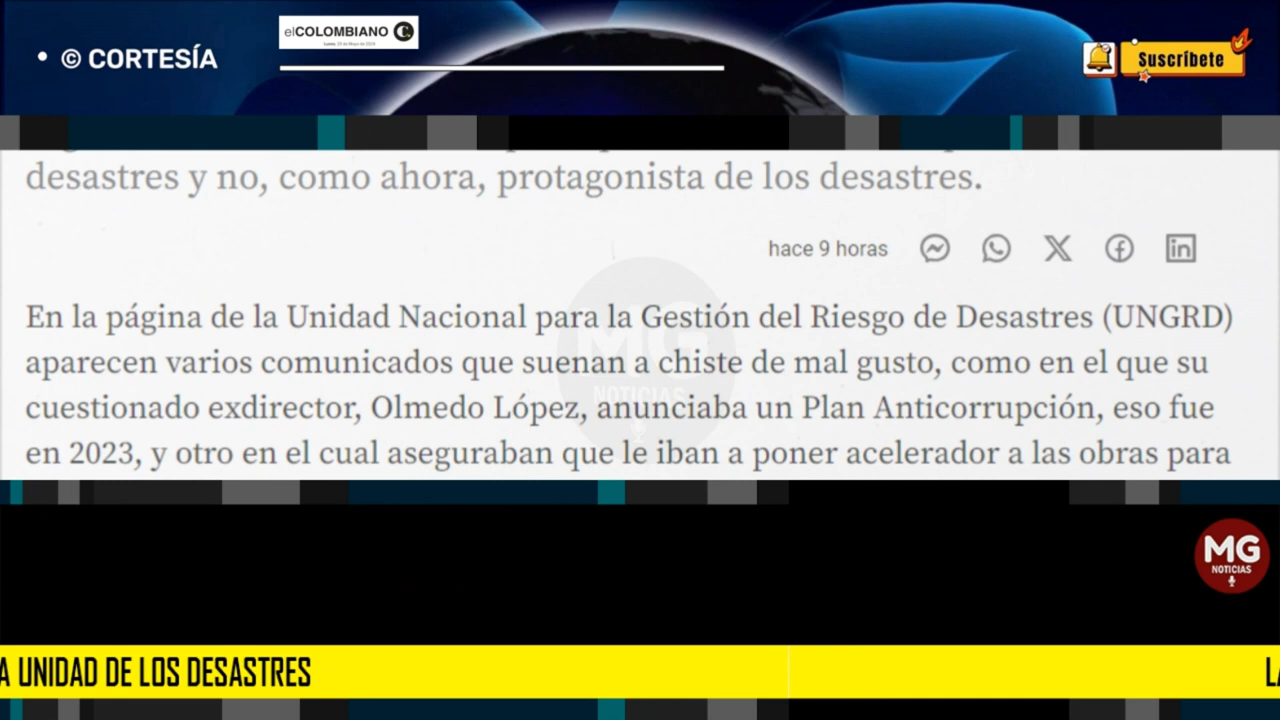 • © CORTESÍA
elCOLOMBIANO C
Suscríbete
desastres y no, como ahora, protagonista de los desastres.
hace 9 horas
En la página de la Unidad Nacional para la Gestión del Riesgo de Desastres (UNGRD)
aparecen varios comunicados que suenan a chiste de mal gusto, como en el que su
cuestionado exdirector, Olmedo López, anunciaba un Plan Anticorrupción, eso fue
en 2023, y otro en el cual aseguraban que le iban a poner acelerador a las obras para
MG
NOTICIAS
MG
NOTICIAS
A UNIDAD DE LOS DESASTRES
LA